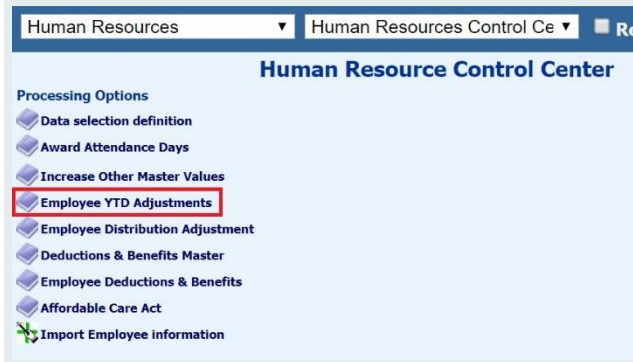 Human Resources Human Resources Control Ce Re
Human Resource Control Center
Processing Options
Data selection definition
Award Attendance Days
Increase Other Master Values
Employee YTD Adjustments
Employee Distribution Adjustment
Deductions & Benefits Master
Employee Deductions & Benefits
Affordable Care Act
Import Employee information